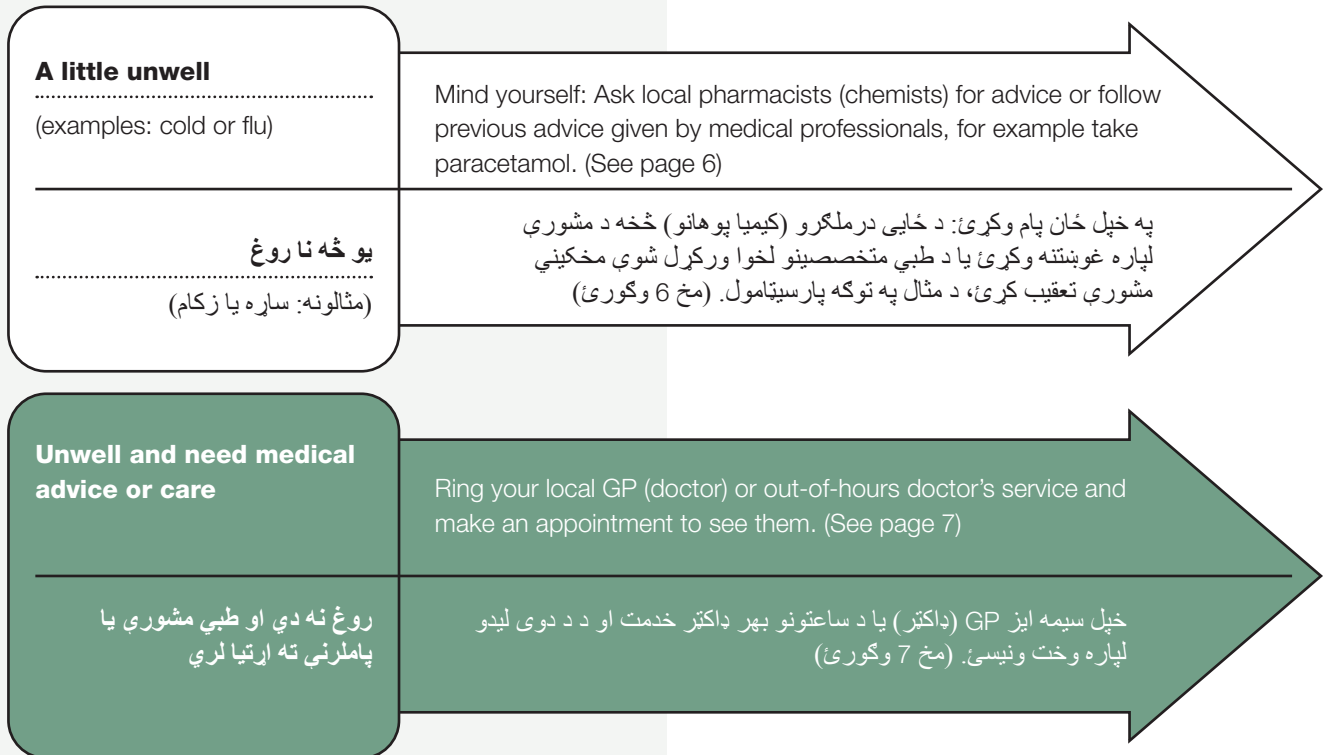 A little unwell
(examples: cold or flu)
Mind yourself: Ask local pharmacists (chemists) for advice or follow
previous advice given by medical professionals, for example take
paracetamol. (See page 6)
یو څه نا روغ
(مثالونه: ساړه یا زکام)
په خپل ځان پام وکړئ: د ځايی درملګرو (کیمیا پوهانو) څخه د مشورې
لپاره غوښتنه وکړئ یا د طبي متخصصینو لخوا ورکړل شوي مخکیني
مشورې تعقیب کړئ، د مثال په توګه پارسیټامول. (مخ 6 وګورئ)
Unwell and need medical
advice or care
Ring your local GP (doctor) or out-of-hours doctor’s service and
make an appointment to see them. (See page 7)
روغ نه دي او طبي مشورې یا
پاملرنې ته اړتیا لري
خپل سیمه ایز GP (ډاکټر) یا د ساعتونو بهر ډاکټر خدمت او د د دوی لیدو
لپاره وخت ونیسئ. (مخ 7 وګورئ)